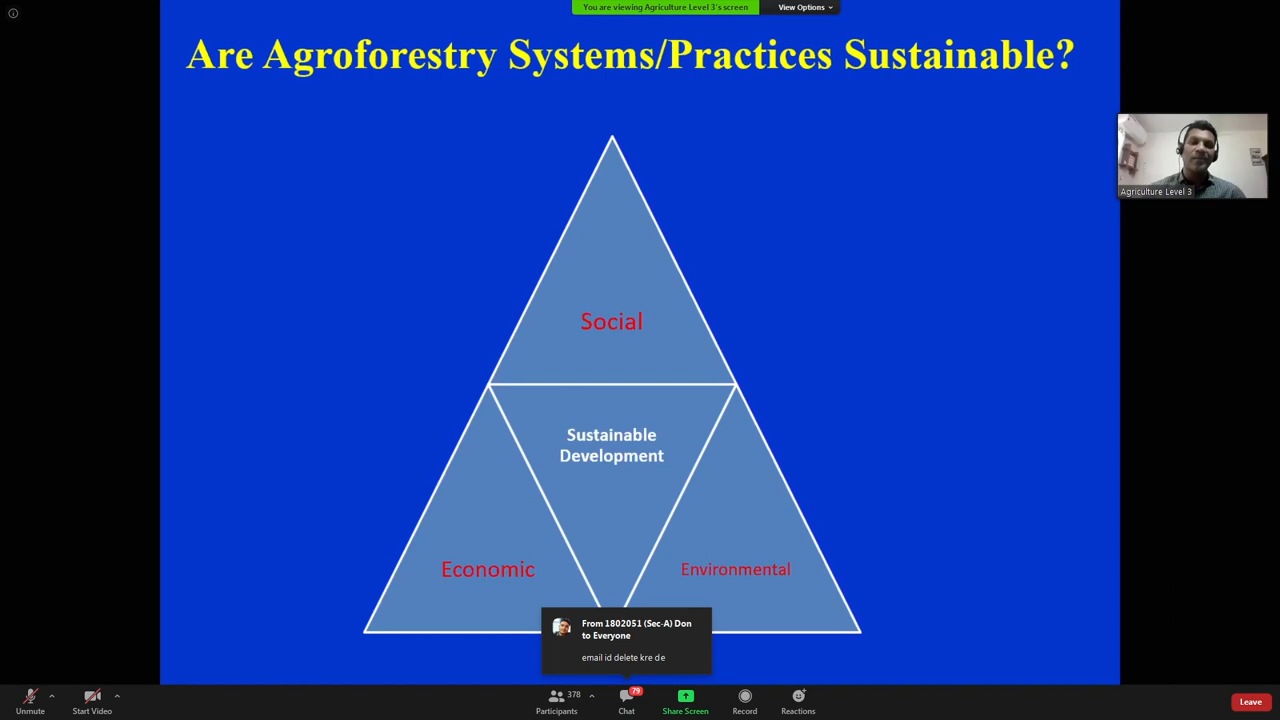 You are viewing Agriculture Level 3's screen
View Options
Are Agroforestry Systems/Practices Sustainable?
Agriculture Level 3
Social
Sustainable
Development
Economic
Environmental
From 1802051 (Sec-A) Don
to Everyone
email id delete kre de
Unmute
Start Video
378
Participants
79
Chat
Share Screen
Record
Reactions
Leave